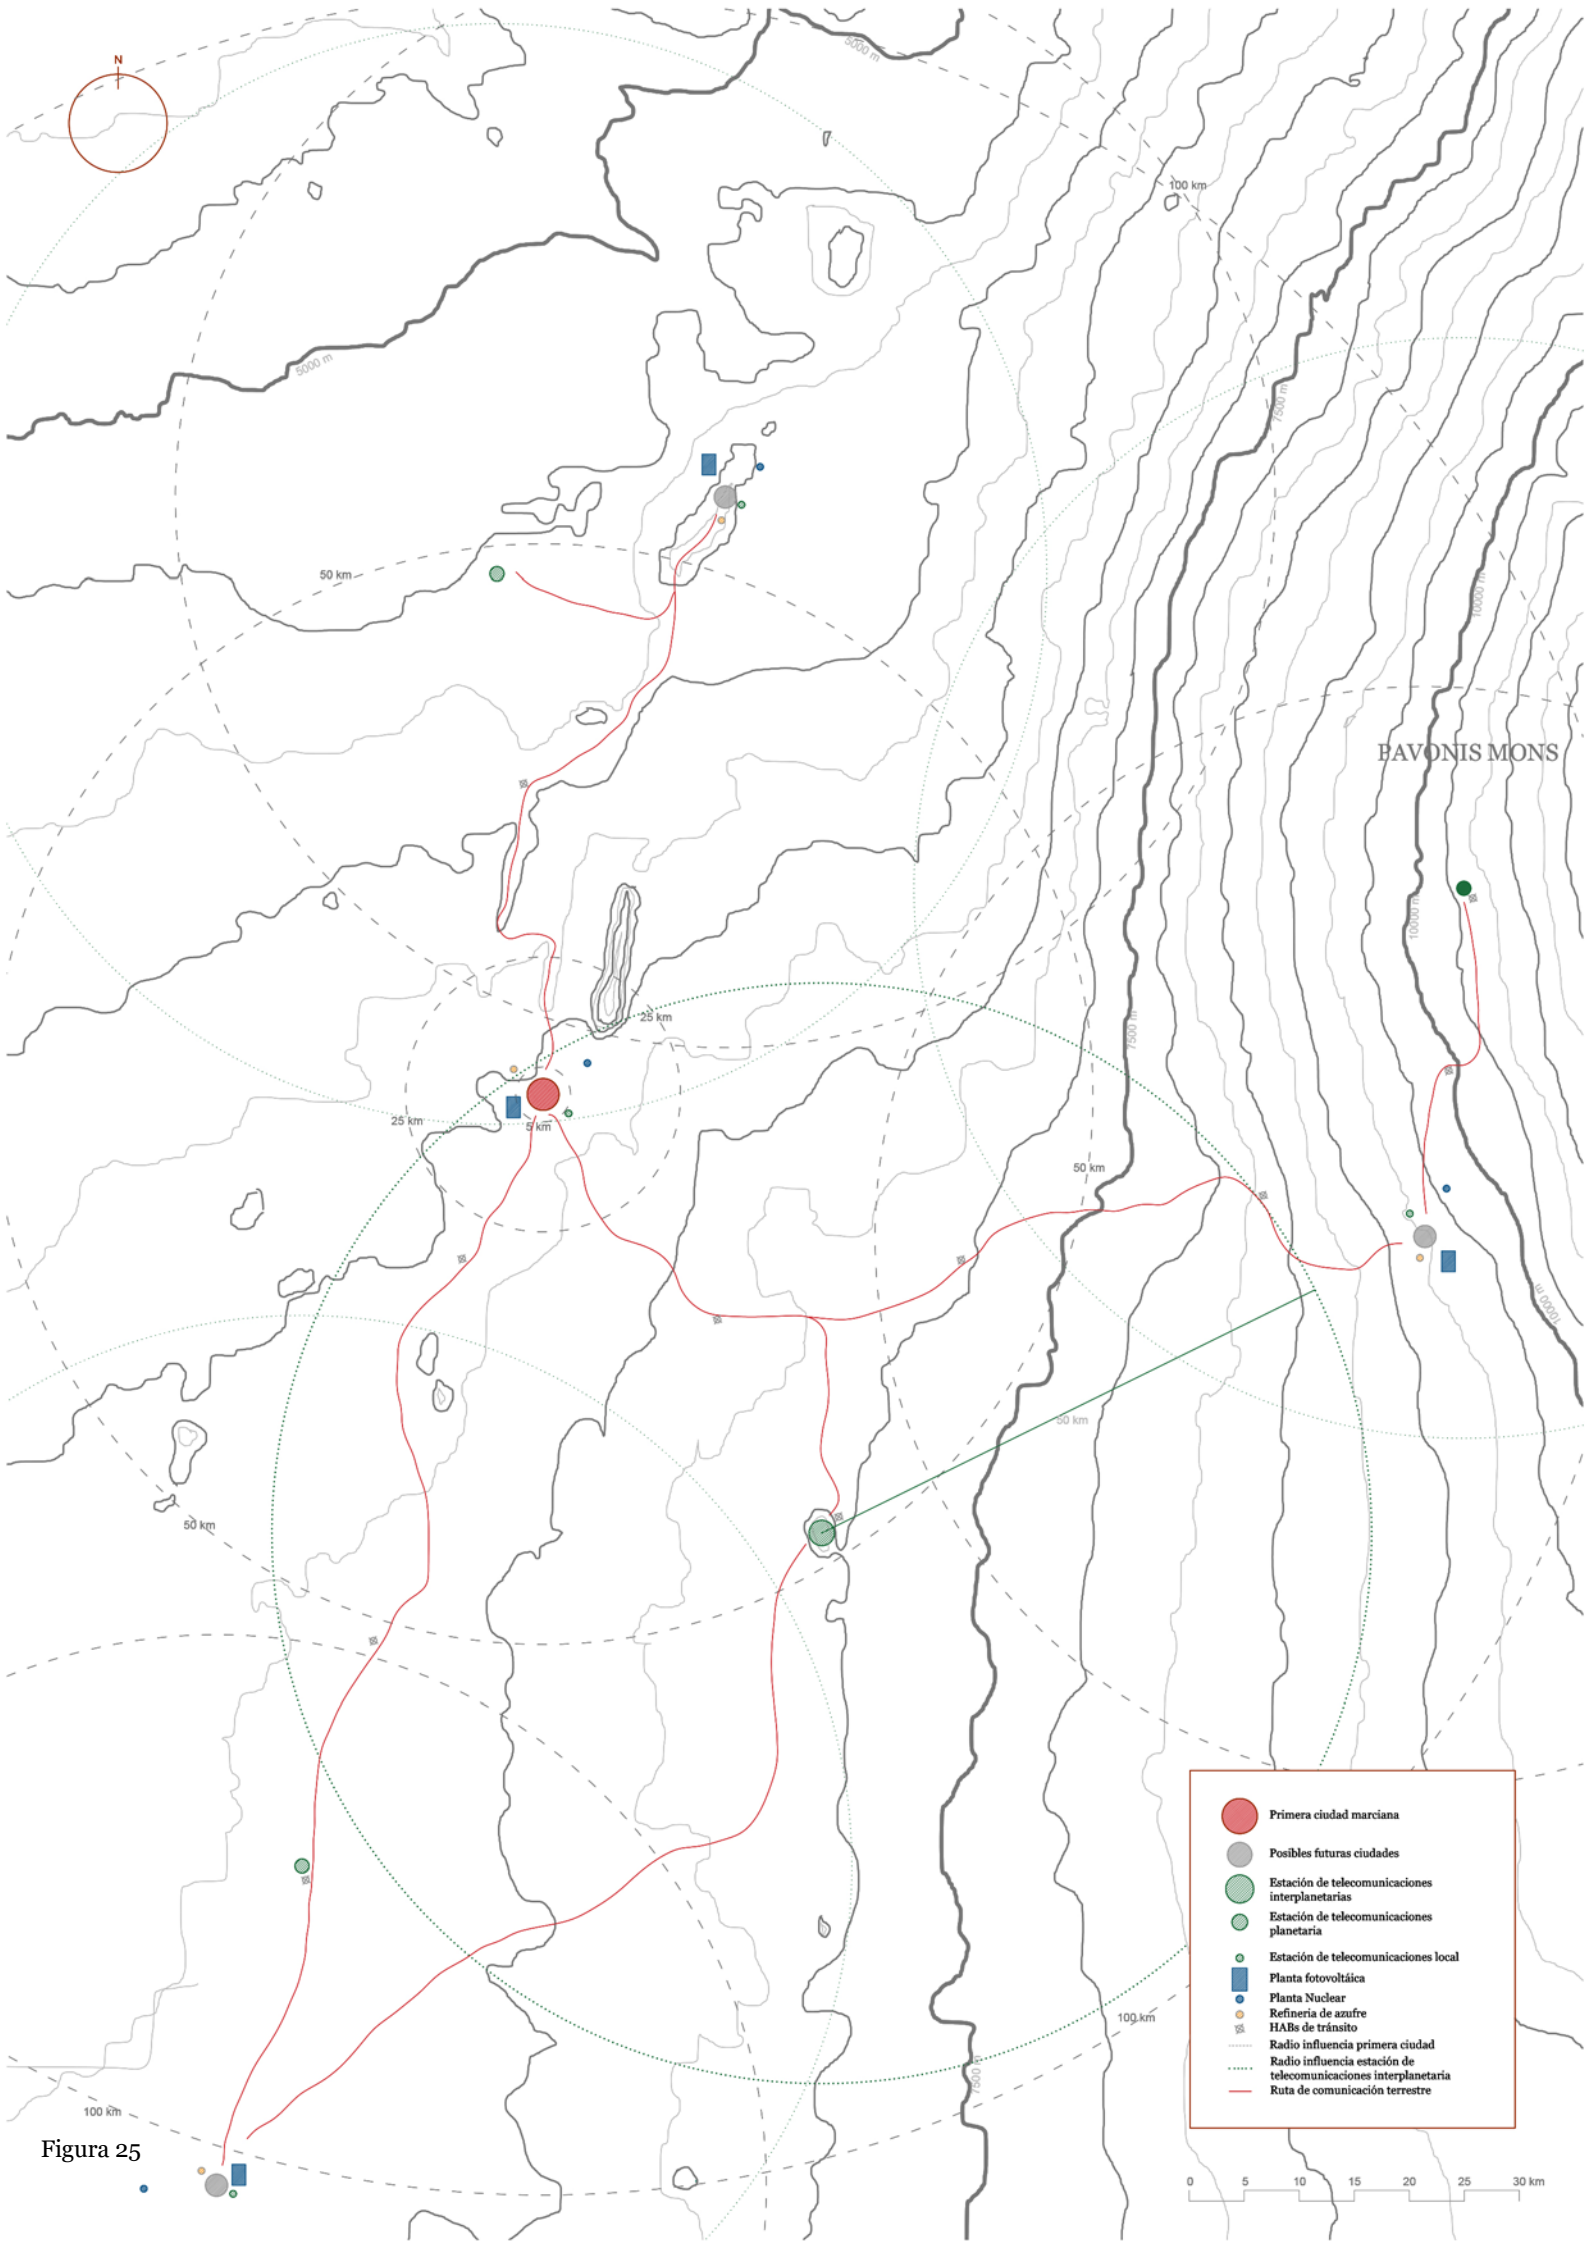 N
5000 m
100 km
5000 m
7500 m
50 km
10000 m
PAVONIS MONS
10000 m
25 km
7500 m
25 km
5 km
50 km
10000 m
50 km
50 km
Primera ciudad marciana
Posibles futuras ciudades
Estación de telecomunicaciones
interplanetarias
Estación de telecomunicaciones
planetaria
Estación de telecomunicaciones local
Planta fotovoltáica
Planta Nuclear
Refineria de azufre
HABs de tránsito
Radio influencia primera ciudad
Radio influencia estación de
telecomunicaciones interplanetaria
Ruta de comunicación terrestre
100 km
7500 m
100 km
Figura 25
0 5 10 15 20 25 30 km